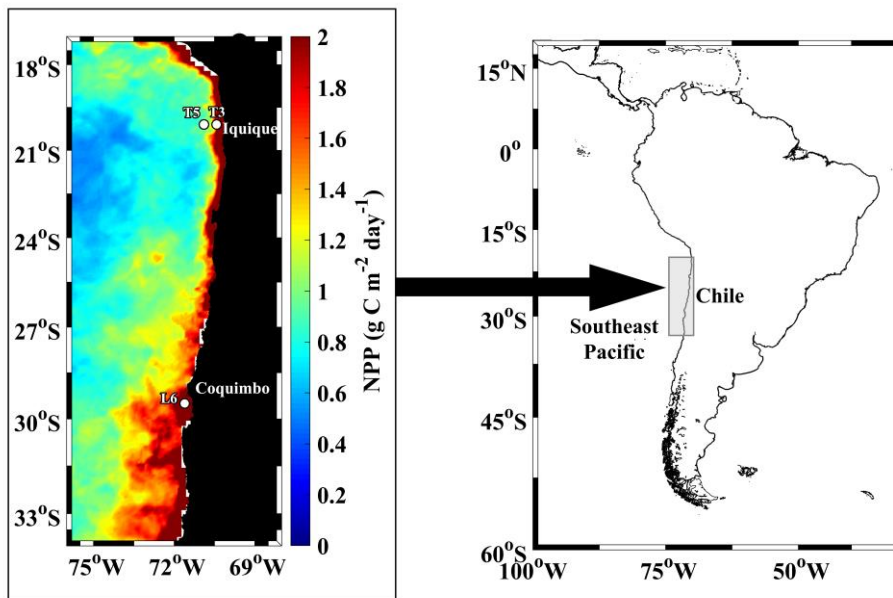 18°S
21°S
24°S
27°S
30°S
33°S
75°W 72°W 69°W
T5 T3
Iquique
Coquimbo
L6
2
1.8
1.6
1.4
1.2
1
0.8
0.6
0.4
0.2
0
NPP (g C m⁻² day⁻¹)
15°N
0°
15°S
30°S
45°S
60°S
100°W 75°W 50°W
Chile
Southeast
Pacific